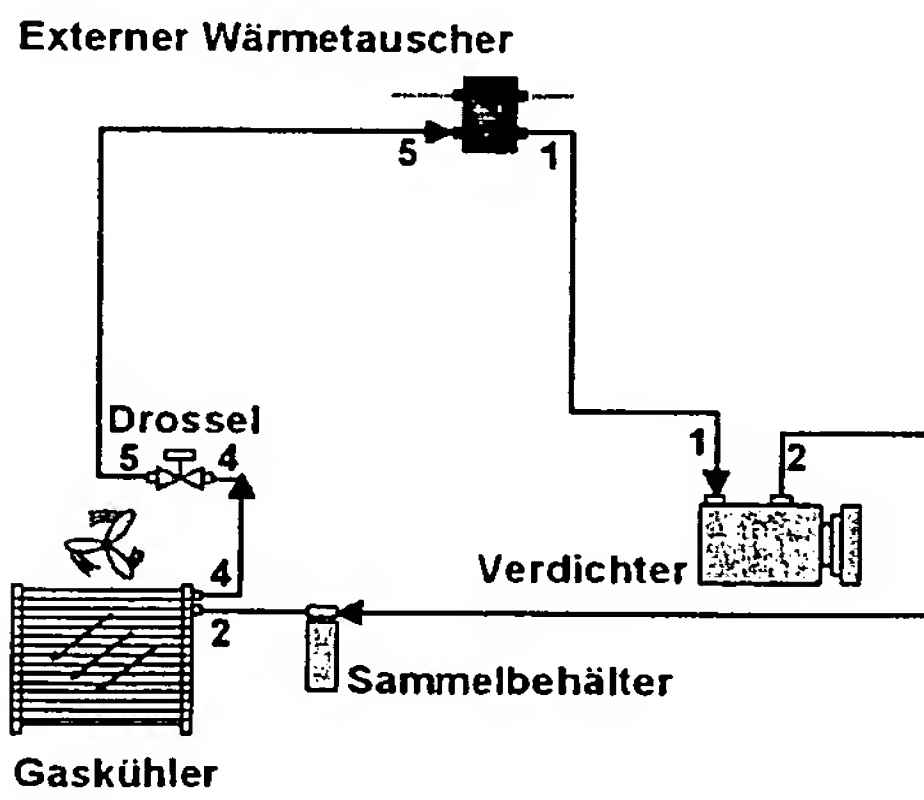 Externer Wärmetauscher
5 1
Drossel
5 4
1 2
4
Verdichter
2
Sammelbehälter
Gaskühler